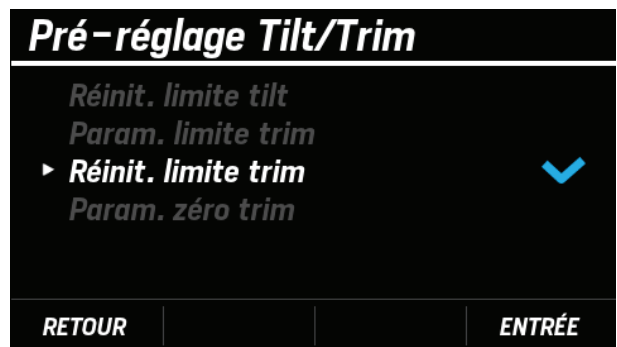 Pré-réglage Tilt/Trim
Réinit. limite tilt
Param. limite trim
Réinit. limite trim
Param. zéro trim
RETOUR
ENTRÉE